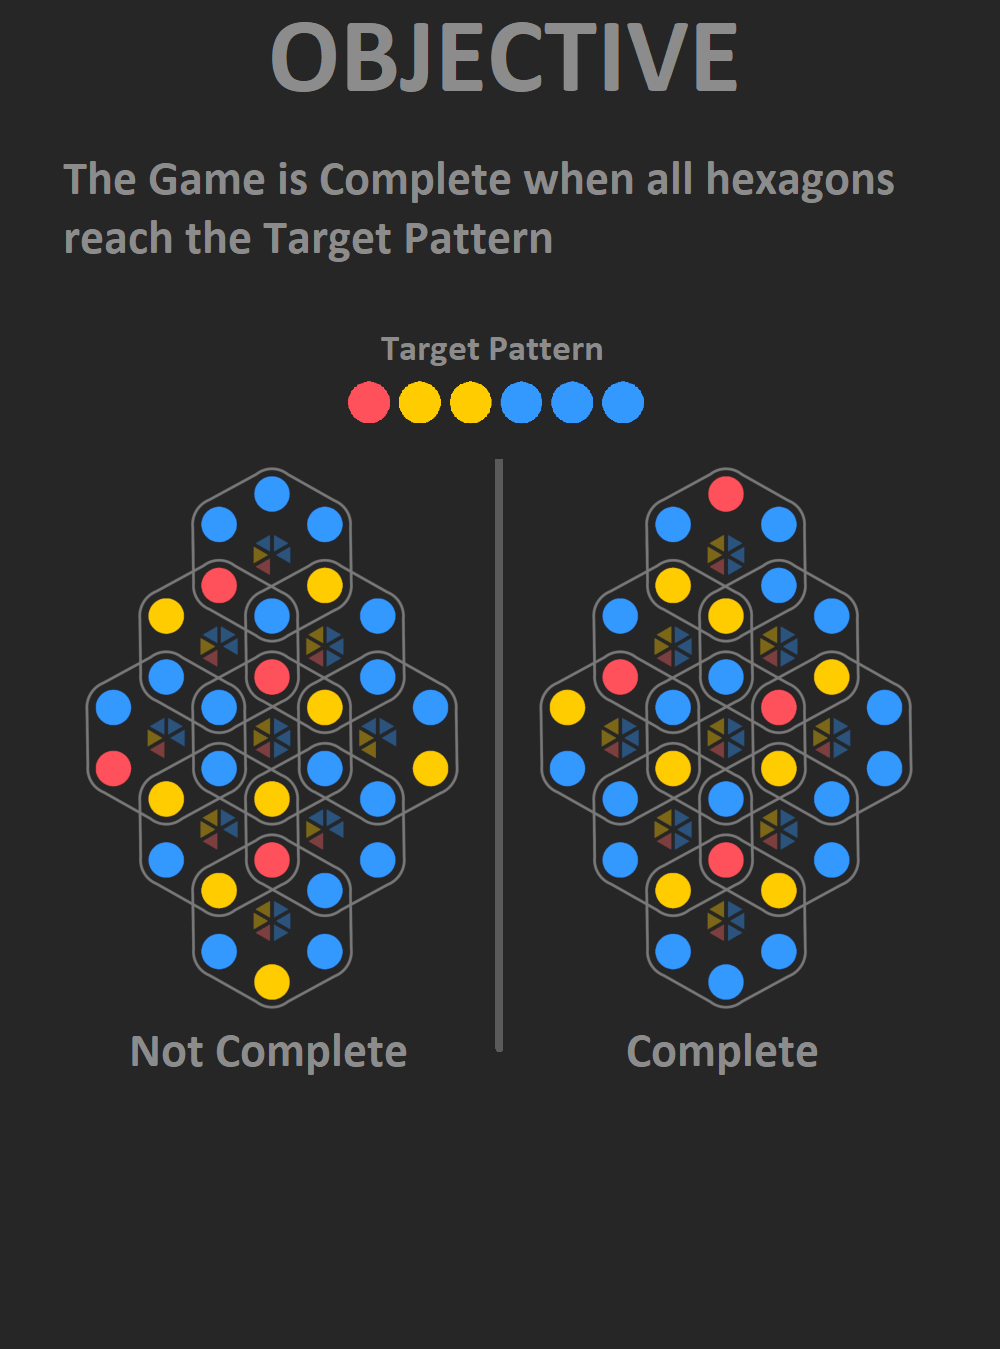 OBJECTIVE
The Game is Complete when all hexagons
reach the Target Pattern
Target Pattern
Not Complete
Complete